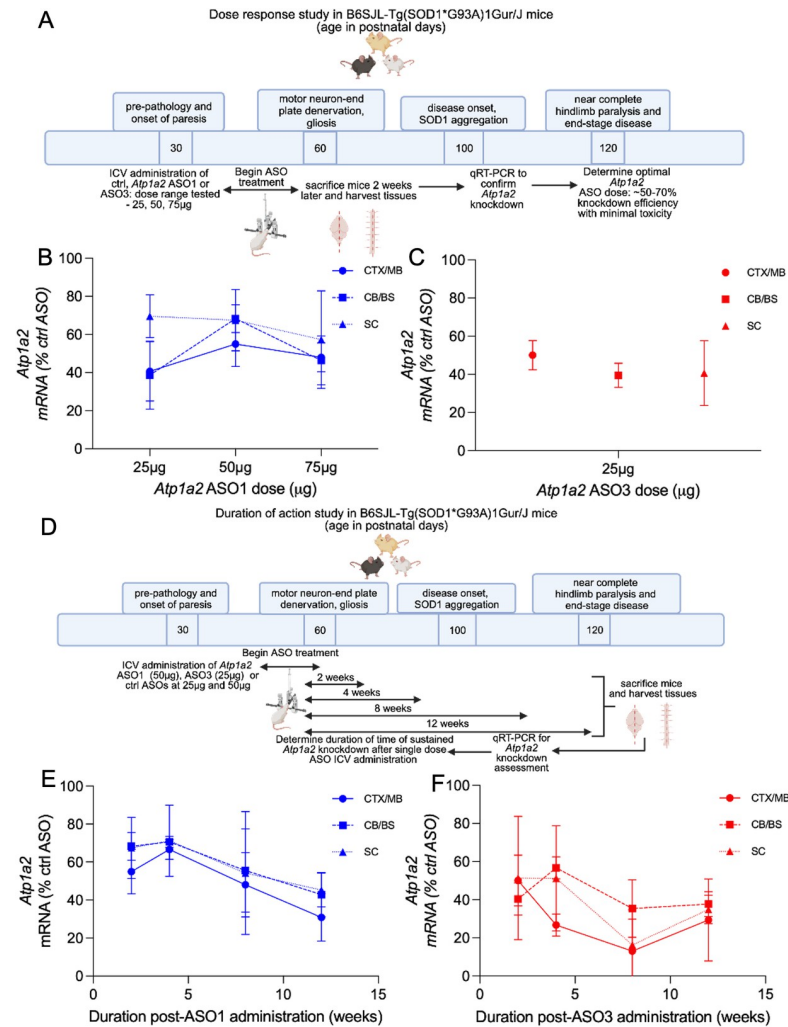 A
Dose response study in B6SJL-Tg(SOD1*G93A)1Gur/J mice
(age in postnatal days)
pre-pathology and
onset of paresis
motor neuron-end
plate denervation,
gliosis
disease onset,
SOD1 aggregation
near complete
hindlimb paralysis and
end-stage disease
30
60
100
120
ICV administration of
ctrl, Atp1a2 ASO1 or
ASO3: dose range tested
- 25, 50, 75µg
Begin ASO
treatment
sacrifice mice 2 weeks
later and harvest tissues
qRT-PCR to
confirm
Atp1a2
knockdown
Determine optimal
Atp1a2
ASO dose: ~50-70%
knockdown efficiency
with minimal toxicity
B
Atp1a2
mRNA (% ctrl ASO)
100
80
60
40
20
0
CTX/MB
CB/BS
SC
25µg
50µg
75µg
Atp1a2 ASO1 dose (µg)
C
Atp1a2
mRNA (% ctrl ASO)
100
80
60
40
20
0
CTX/MB
CB/BS
SC
25µg
Atp1a2 ASO3 dose (µg)
D
Duration of action study in B6SJL-Tg(SOD1*G93A)1Gur/J mice
(age in postnatal days)
pre-pathology and
onset of paresis
motor neuron-end plate
denervation, gliosis
disease onset,
SOD1 aggregation
near complete
hindlimb paralysis and
end-stage disease
30
60
100
120
Begin ASO treatment
ICV administration of Atp1a2
ASO1 (50µg), ASO3 (25µg) or
ctrl ASOs at 25µg and 50µg
2 weeks
4 weeks
8 weeks
12 weeks
sacrifice mice
and harvest tissues
Determine duration of time of sustained
Atp1a2 knockdown after single dose
ASO ICV administration
qRT-PCR for
Atp1a2
knockdown
assessment
E
Atp1a2
mRNA (% ctrl ASO)
100
80
60
40
20
0
CTX/MB
CB/BS
SC
0
5
10
15
Duration post-ASO1 administration (weeks)
F
Atp1a2
mRNA (% ctrl ASO)
100
80
60
40
20
0
CTX/MB
CB/BS
SC
0
5
10
15
Duration post-ASO3 administration (weeks)